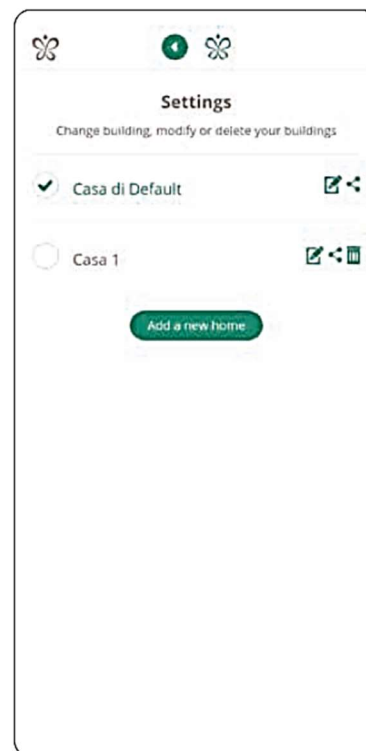 Settings
Change building, modify or delete your buildings
Casa di Default
Casa 1
Add a new home